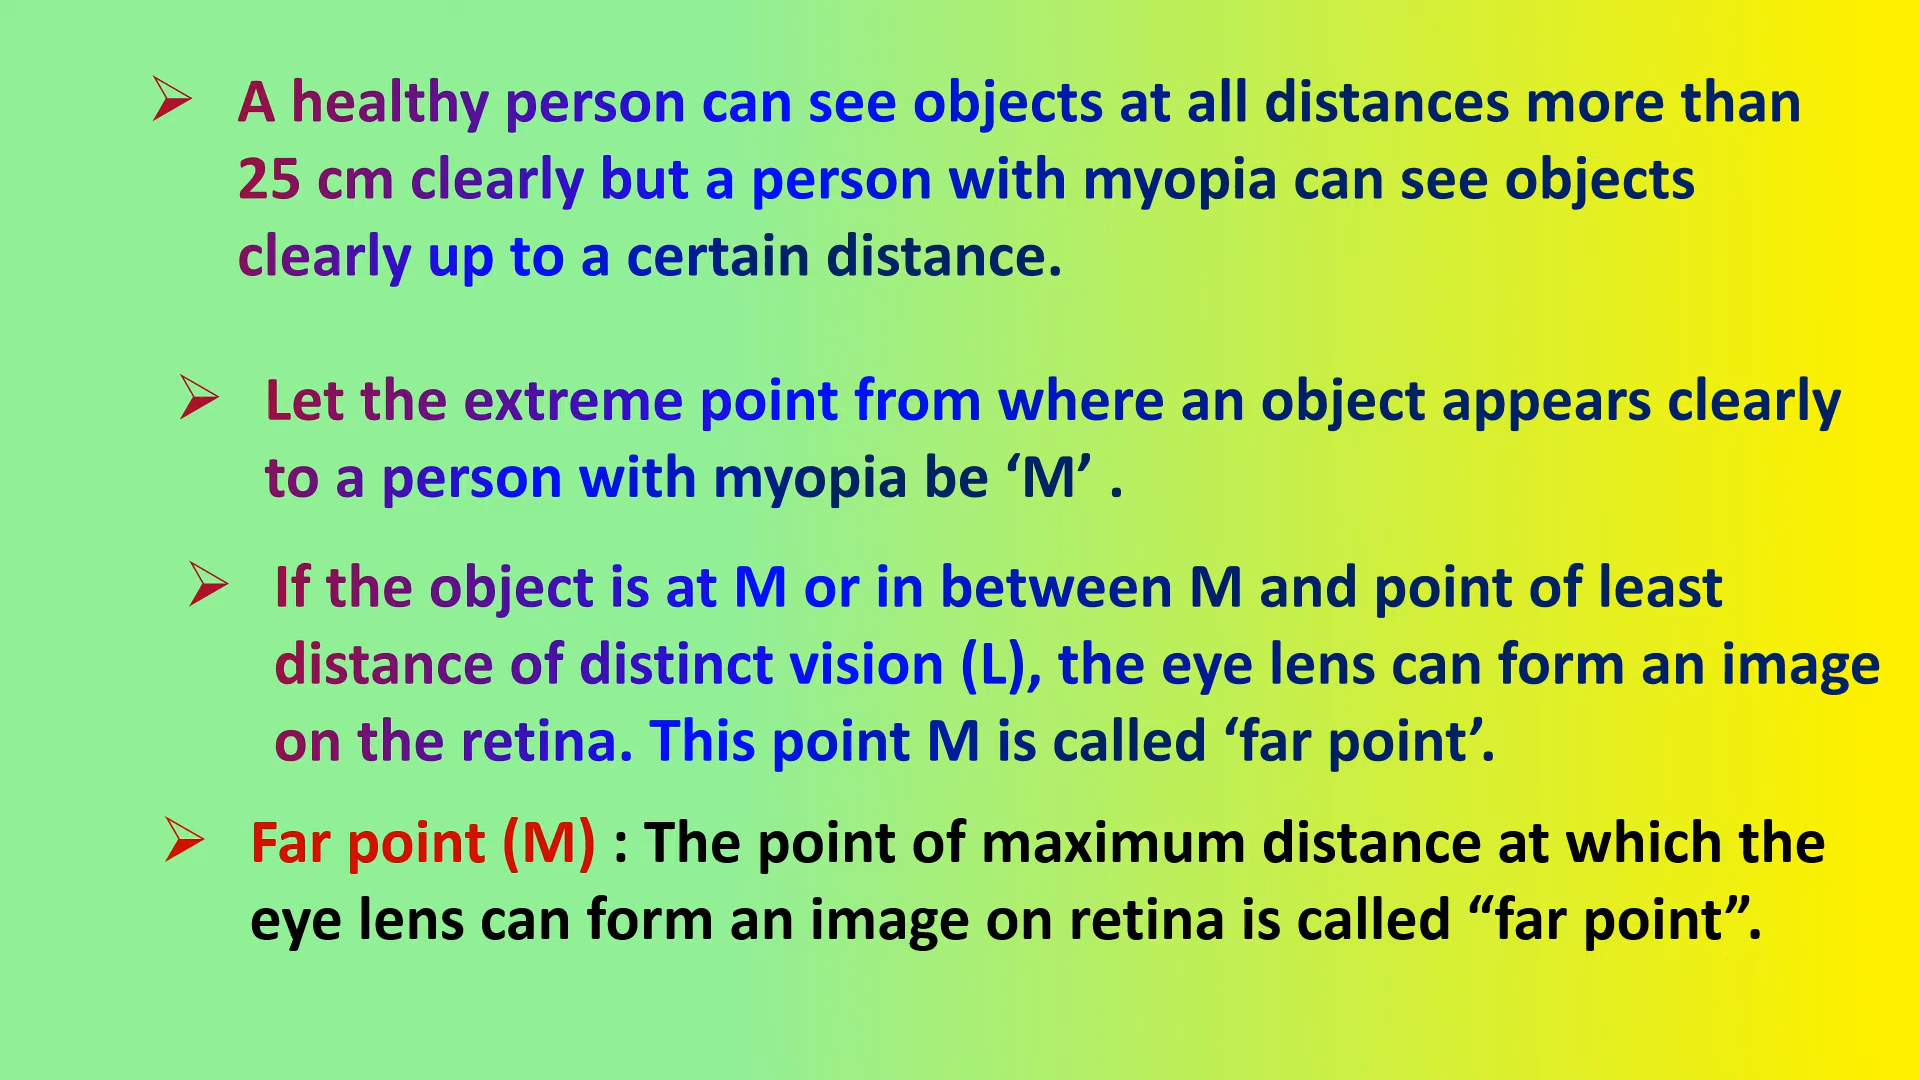 ➢ A healthy person can see objects at all distances more than
25 cm clearly but a person with myopia can see objects
clearly up to a certain distance.
➢ Let the extreme point from where an object appears clearly
to a person with myopia be ‘M’ .
➢ If the object is at M or in between M and point of least
distance of distinct vision (L), the eye lens can form an image
on the retina. This point M is called ‘far point’.
➢ Far point (M) : The point of maximum distance at which the
eye lens can form an image on retina is called “far point”.